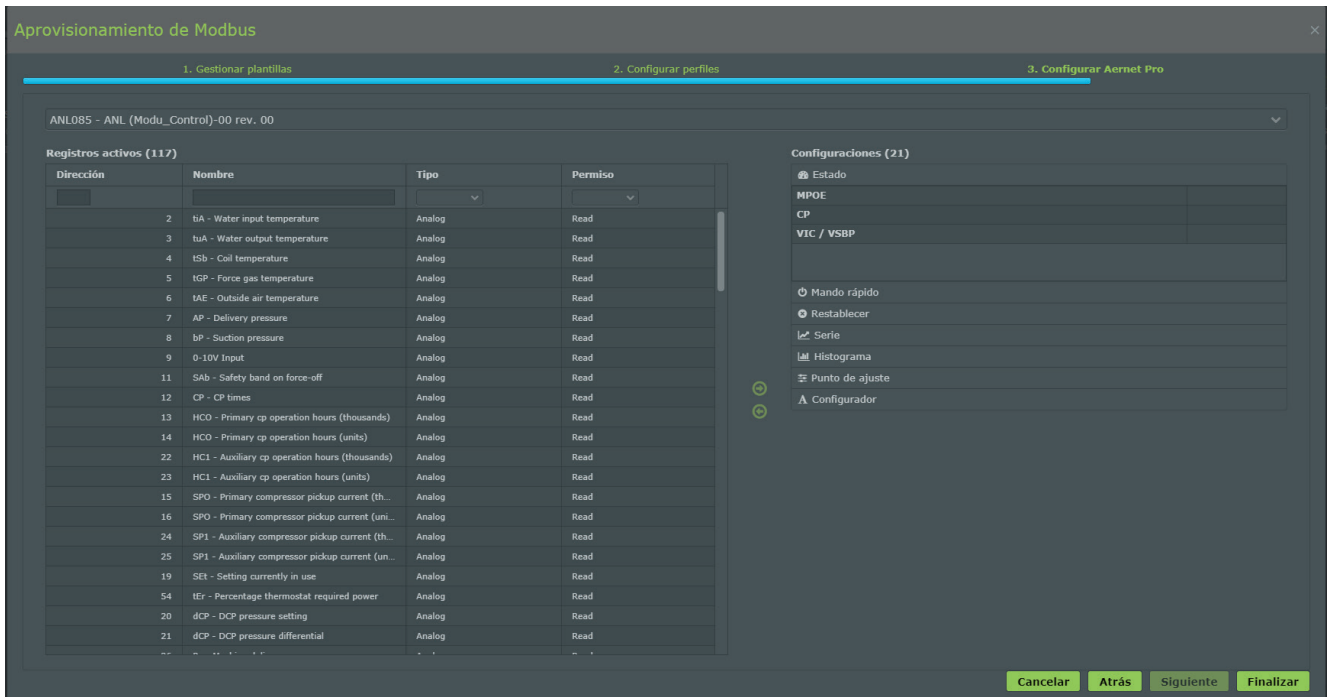 Aprovisionamiento de Modbus
1. Gestionar plantillas 2. Configurar perfiles 3. Configurar Aernet Pro
ANL085 - ANL (Modu_Control)-00 rev. 00
Registros activos (117)
Dirección Nombre Tipo Permiso
2 tiA - Water input temperature Analog Read
3 tuA - Water output temperature Analog Read
4 tSb - Coil temperature Analog Read
5 tGP - Force gas temperature Analog Read
6 tAE - Outside air temperature Analog Read
7 AP - Delivery pressure Analog Read
8 bP - Suction pressure Analog Read
9 0-10V Input Analog Read
11 SAb - Safety band on force-off Analog Read
12 CP - CP times Analog Read
13 HCO - Primary cp operation hours (thousands) Analog Read
14 HCO - Primary cp operation hours (units) Analog Read
22 HC1 - Auxiliary cp operation hours (thousands) Analog Read
23 HC1 - Auxiliary cp operation hours (units) Analog Read
15 SPO - Primary compressor pickup current (th... Analog Read
16 SPO - Primary compressor pickup current (uni... Analog Read
24 SP1 - Auxiliary compressor pickup current (th... Analog Read
25 SP1 - Auxiliary compressor pickup current (un... Analog Read
19 SEt - Setting currently in use Analog Read
54 tEr - Percentage thermostat required power Analog Read
20 dCP - DCP pressure setting Analog Read
21 dCP - DCP pressure differential Analog Read
Configuraciones (21)
Estado
MPOE
CP
VIC / VSBP
Mando rápido
Restablecer
Serie
Histograma
Punto de ajuste
Configurador
Cancelar Atrás Siguiente Finalizar